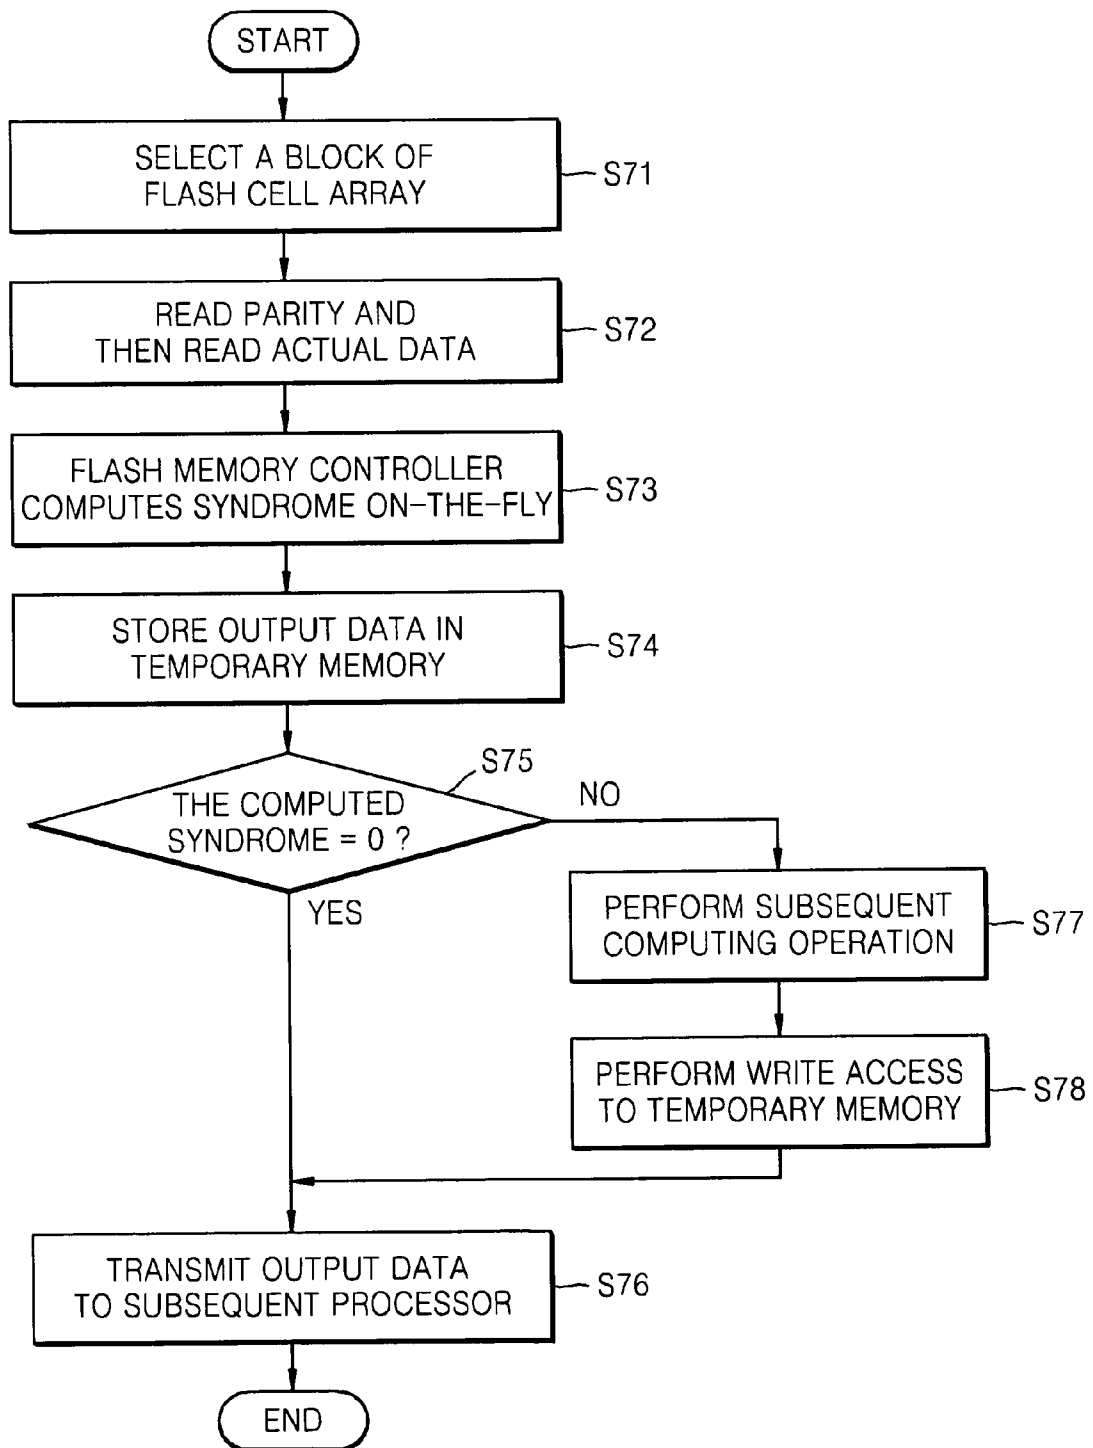 START
SELECT A BLOCK OF
FLASH CELL ARRAY
S71
READ PARITY AND
THEN READ ACTUAL DATA
S72
FLASH MEMORY CONTROLLER
COMPUTES SYNDROME ON-THE-FLY
S73
STORE OUTPUT DATA IN
TEMPORARY MEMORY
S74
S75
THE COMPUTED
SYNDROME = 0 ?
NO
YES
PERFORM SUBSEQUENT
COMPUTING OPERATION
S77
PERFORM WRITE ACCESS
TO TEMPORARY MEMORY
S78
TRANSMIT OUTPUT DATA
TO SUBSEQUENT PROCESSOR
S76
END